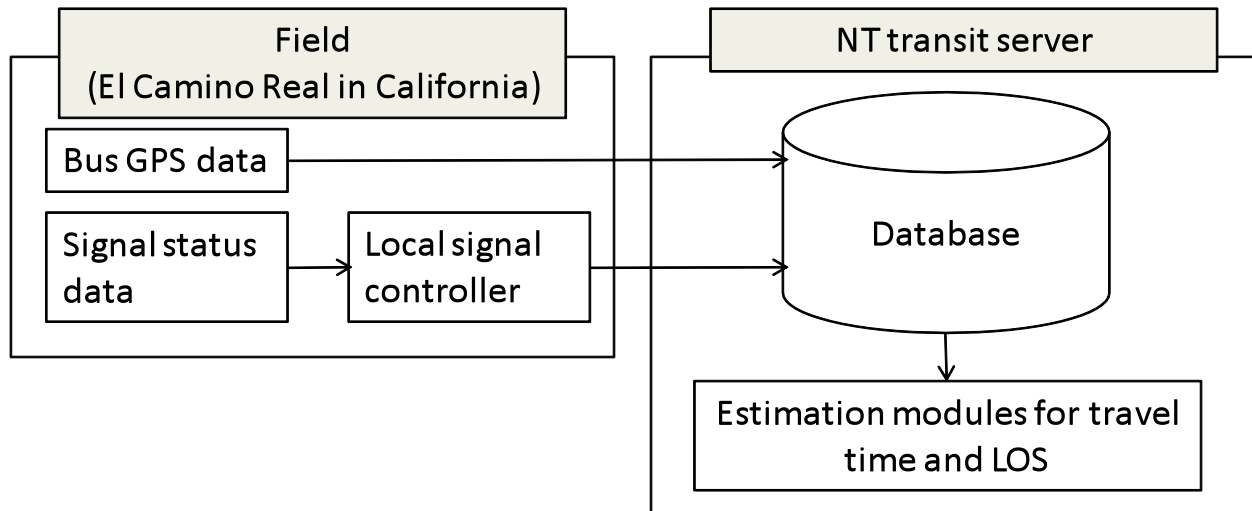 Field
(El Camino Real in California)
NT transit server
Bus GPS data
Signal status
data
Local signal
controller
Database
Estimation modules for travel
time and LOS